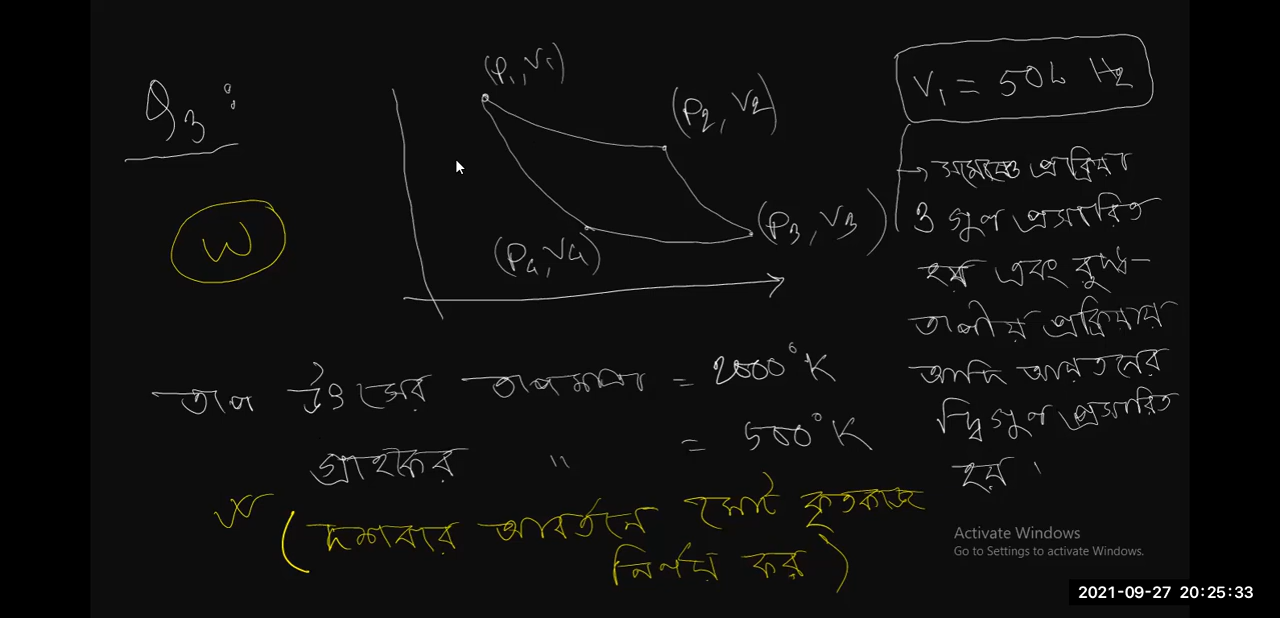 Q3:
W
(P1, V1)
(P2, V2)
(P3, V3)
(P4, V4)
V1 = 50L Hz
→ সমোষ্ণ প্রক্রিয়ায়
3 গুণ প্রসারিত
হয় এবং রুদ্ধ-
তাপীয় প্রক্রিয়ায়
আদি আয়তনের
দ্বিগুণ প্রসারিত
হয়।
তাপ উৎসের তাপমাত্রা = 2000°K
গ্রাহকের " = 500°K
W (দশবার আবর্তনে মোট কৃতকাজ
নির্ণয় কর)
Activate Windows
Go to Settings to activate Windows.
2021-09-27 20:25:33